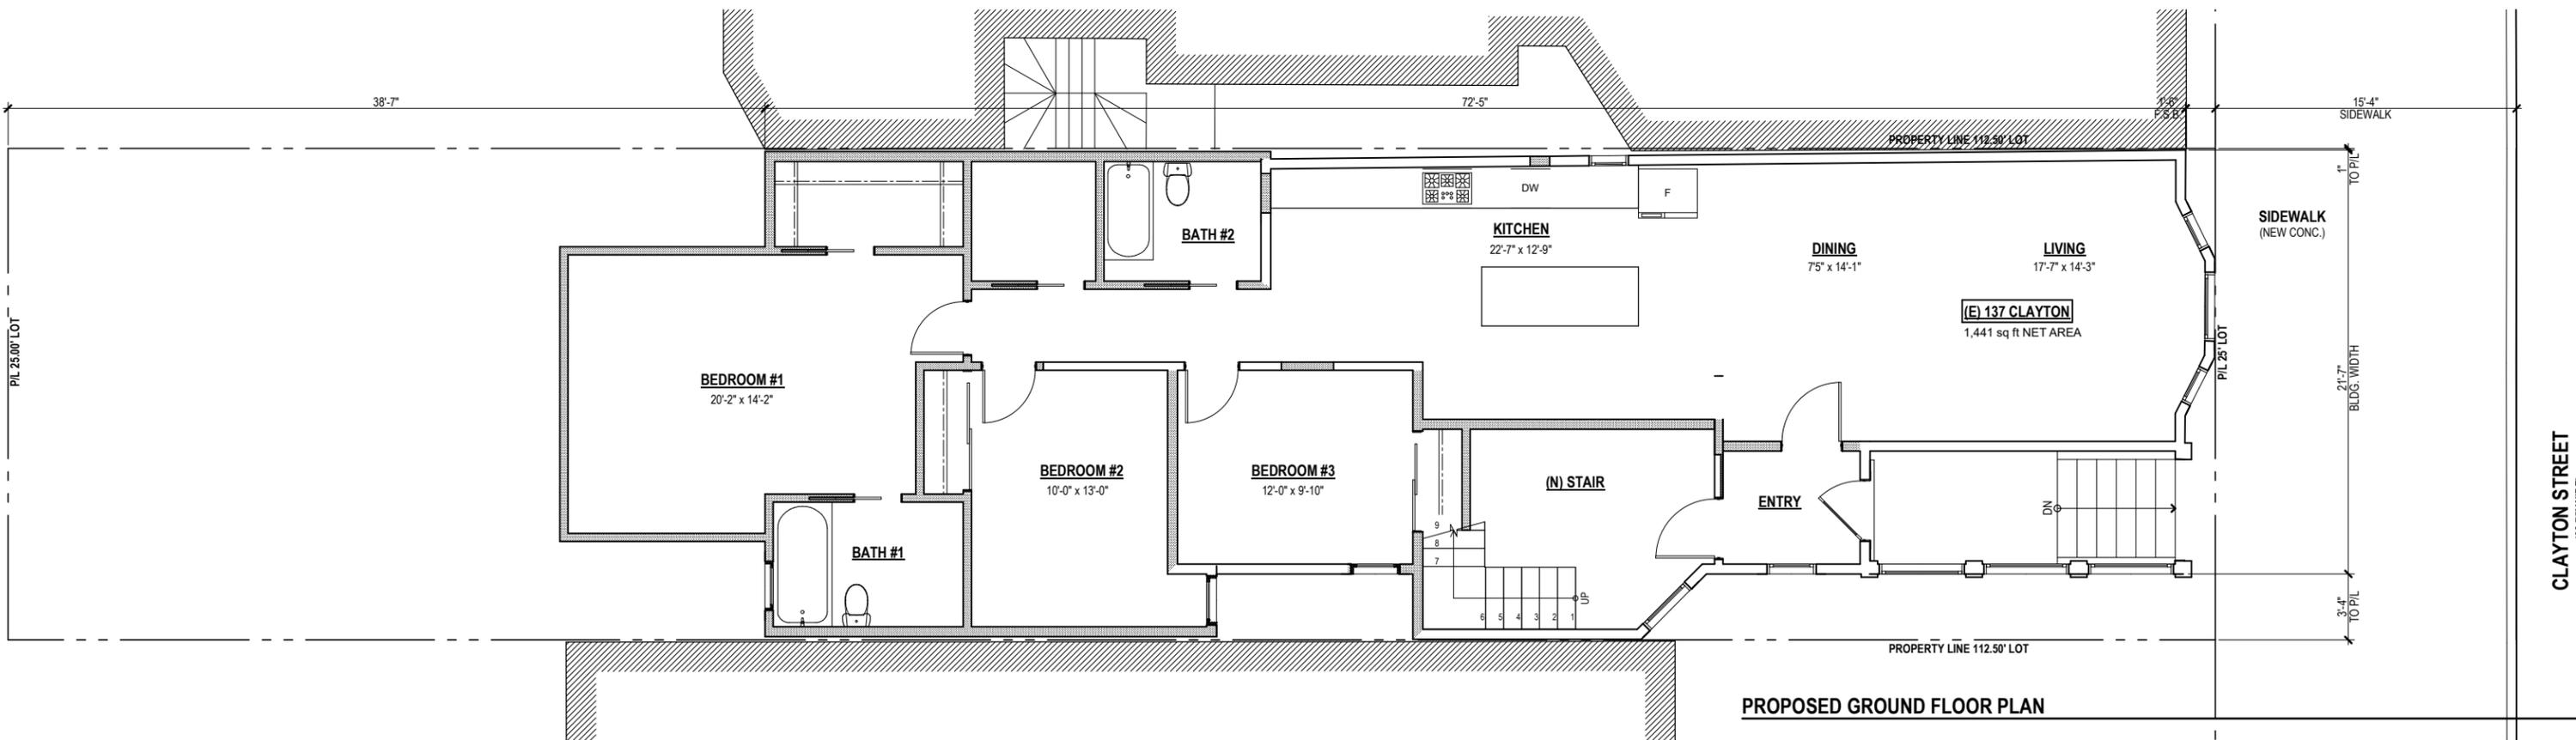 38'-7"
72'-5"
1'-6"
F.S.B.
15'-4"
SIDEWALK
PROPERTY LINE 112.50' LOT
1"
TO P/L
DW
F
BATH #2
KITCHEN
22'-7" x 12'-9"
DINING
7'5" x 14'-1"
LIVING
17'-7" x 14'-3"
SIDEWALK
(NEW CONC.)
(E) 137 CLAYTON
1,441 sq ft NET AREA
P/L 25.00' LOT
P/L 25' LOT
21'-7"
BLDG. WIDTH
BEDROOM #1
20'-2" x 14'-2"
BEDROOM #2
10'-0" x 13'-0"
BEDROOM #3
12'-0" x 9'-10"
(N) STAIR
ENTRY
DN
CLAYTON STREET
BATH #1
9
8
7
6
5
4
3
2
1
UP
3'-4"
TO P/L
PROPERTY LINE 112.50' LOT
PROPOSED GROUND FLOOR PLAN